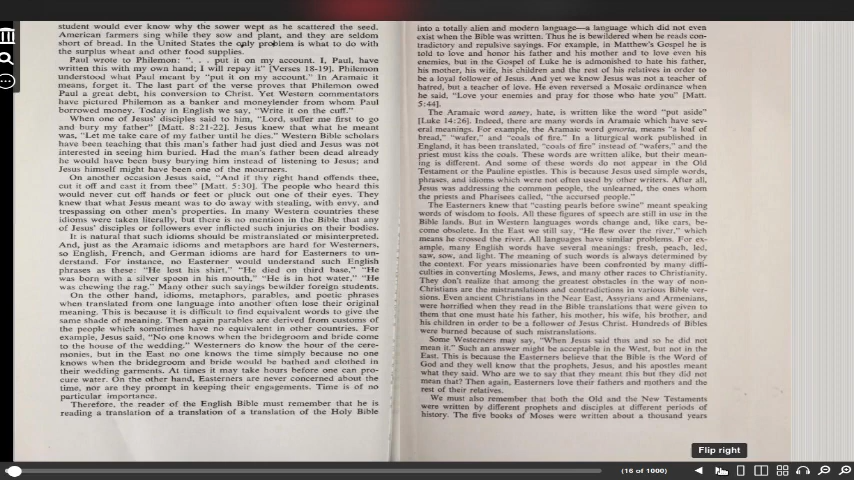 student would ever know why the sower wept as he scattered the seed.
American farmers sing while they sow and plant, and they are seldom
short of bread. In the United States the only problem is what to do with
the surplus wheat and other food supplies.
Paul wrote to Philemon: ". . . put it on my account. I, Paul, have
written this with my own hand; I will repay it" [Verses 18-19]. Philemon
understood what Paul meant by "put it on my account." In Aramaic it
means, forget it. The last part of the verse proves that Philemon owed
Paul a great debt, his conversion to Christ. Yet Western commentators
have pictured Philemon as a banker and moneylender from whom Paul
borrowed money. Today in English we say, "Write it on the cuff."
When one of Jesus' disciples said to him, "Lord, suffer me first to go
and bury my father" [Matt. 8:21-22]. Jesus knew that what he meant
was, "Let me take care of my father until he dies." Western Bible scholars
have been teaching that this man's father had just died and Jesus was not
interested in seeing him buried. Had the man's father been dead already
he would have been busy burying him instead of listening to Jesus; and
Jesus himself might have been one of the mourners.
On another occasion Jesus said, "And if thy right hand offends thee,
cut it off and cast it from thee" [Matt. 5:30]. The people who heard this
would never cut off hands or feet or pluck out one of their eyes. They
knew that what Jesus meant was to do away with stealing, with envy, and
trespassing on other men's properties. In many Western countries these
idioms were taken literally, but there is no mention in the Bible that any
of Jesus' disciples or followers ever inflicted such injuries on their bodies.
It is natural that such idioms should be mistranslated or misinterpreted.
And, just as the Aramaic idioms and metaphors are hard for Westerners,
so English, French, and German idioms are hard for Easterners to un-
derstand. For instance, no Easterner would understand such English
phrases as these: "He lost his shirt," "He died on third base," "He
was born with a silver spoon in his mouth," "He is in hot water," "He
was chewing the rag." Many other such sayings bewilder foreign students.
On the other hand, idioms, metaphors, parables, and poetic phrases
when translated from one language into another often lose their original
meaning. This is because it is difficult to find equivalent words to give the
same shade of meaning. Then again parables are derived from customs of
the people which sometimes have no equivalent in other countries. For
example, Jesus said, "No one knows when the bridegroom and bride come
to the house of the wedding." Westerners do know the hour of the cere-
monies, but in the East no one knows the time simply because no one
knows when the bridegroom and bride would be bathed and clothed in
their wedding garments. At times it may take hours before one can pro-
cure water. On the other hand, Easterners are never concerned about the
time, nor are they prompt in keeping their engagements. Time is of no
particular importance.
Therefore, the reader of the English Bible must remember that he is
reading a translation of a translation of a translation of the Holy Bible
into a totally alien and modern language—a language which did not even
exist when the Bible was written. Thus he is bewildered when he reads con-
tradictory and repulsive sayings. For example, in Matthew's Gospel he is
told to love and honor his father and his mother and to love even his
enemies, but in the Gospel of Luke he is admonished to hate his father,
his mother, his wife, his children and the rest of his relatives in order to
be a loyal follower of Jesus. And yet we know Jesus was not a teacher of
hatred, but a teacher of love. He even reversed a Mosaic ordinance when
he said, "Love your enemies and pray for those who hate you" [Matt.
5:44].
The Aramaic word saney, hate, is written like the word "put aside"
[Luke 14:26]. Indeed, there are many words in Aramaic which have sev-
eral meanings. For example, the Aramaic word gmorta, means "a loaf of
bread," "wafer," and "coals of fire." In a liturgical work published in
England, it has been translated, "coals of fire" instead of "wafers," and the
priest must kiss the coals. These words are written alike, but their mean-
ing is different. And some of these words do not appear in the Old
Testament or the Pauline epistles. This is because Jesus used simple words,
phrases, and idioms which were not often used by other writers. After all,
Jesus was addressing the common people, the unlearned, the ones whom
the priests and Pharisees called, "the accursed people."
The Easterners knew that "casting pearls before swine" meant speaking
words of wisdom to fools. All these figures of speech are still in use in the
Bible lands. But in Western languages words change and, like cars, be-
come obsolete. In the East we still say, "He flew over the river," which
means he crossed the river. All languages have similar problems. For ex-
ample, many English words have several meanings: fresh, peace, led,
saw, sow, and light. The meaning of such words is always determined by
the context. For years missionaries have been confronted by many diffi-
culties in converting Moslems, Jews, and many other races to Christianity.
They don't realize that among the greatest obstacles in the way of non-
Christians are the mistranslations and contradictions in various Bible ver-
sions. Even ancient Christians in the Near East, Assyrians and Armenians,
were horrified when they read in the Bible translations that were given to
them that one must hate his father, his mother, his wife, his brother, and
his children in order to be a follower of Jesus Christ. Hundreds of Bibles
were burned because of such mistranslations.
Some Westerners may say, "When Jesus said thus and so he did not
mean it." Such an answer might be acceptable in the West, but not in the
East. This is because the Easterners believe that the Bible is the Word of
God and they well know that the prophets, Jesus, and his apostles meant
what they said. Who are we to say that they meant this but they did not
mean that? Then again, Easterners love their fathers and mothers and the
rest of their relatives.
We must also remember that both the Old and the New Testaments
were written by different prophets and disciples at different periods of
history. The five books of Moses were written about a thousand years
Flip right
(16 of 1000)